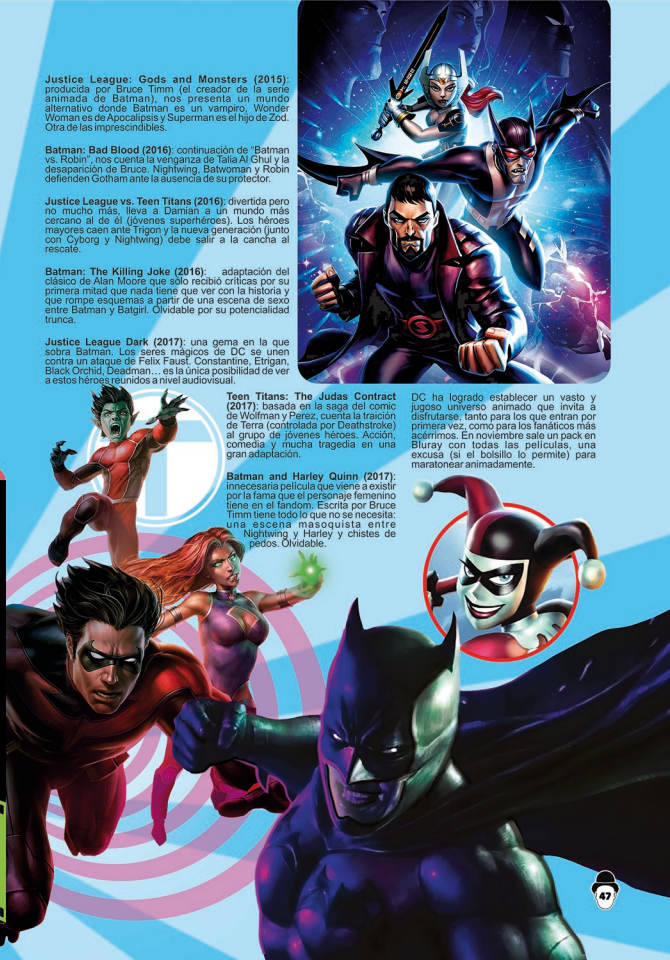 Justice League: Gods and Monsters (2015):
producida por Bruce Timm (el creador de la serie
animada de Batman), nos presenta un mundo
alternativo donde Batman es un vampiro, Wonder
Woman es de Apocalipsis y Superman es el hijo de Zod.
Otra de las imprescindibles.
Batman: Bad Blood (2016): continuación de “Batman
vs. Robin”, nos cuenta la venganza de Talia Al Ghul y la
desaparición de Bruce. Nightwing, Batwoman y Robin
defienden Gotham ante la ausencia de su protector.
Justice League vs. Teen Titans (2016): divertida pero
no mucho más, lleva a Damian a un mundo más
cercano al de él (jóvenes superhéroes). Los héroes
mayores caen ante Trigon y la nueva generación (junto
con Cyborg y Nightwing) debe salir a la cancha al
rescate.
Batman: The Killing Joke (2016): adaptación del
clásico de Alan Moore que sólo recibió críticas por su
primera mitad que nada tiene que ver con la historia y
que rompe esquemas a partir de una escena de sexo
entre Batman y Batgirl. Olvidable por su potencialidad
trunca.
Justice League Dark (2017): una gema en la que
sobra Batman. Los seres mágicos de DC se unen
contra un ataque de Felix Faust. Constantine, Etrigan,
Black Orchid, Deadman… es la única posibilidad de ver
a estos héroes reunidos a nivel audiovisual.
Teen Titans: The Judas Contract
(2017): basada en la saga del comic
de Wolfman y Perez, cuenta la traición
de Terra (controlada por Deathstroke)
al grupo de jóvenes héroes. Acción,
comedia y mucha tragedia en una
gran adaptación.
Batman and Harley Quinn (2017):
innecesaria película que viene a existir
por la fama que el personaje femenino
tiene en el fandom. Escrita por Bruce
Timm tiene todo lo que no se necesita:
una escena masoquista entre
Nightwing y Harley y chistes de
pedos. Olvidable.
DC ha logrado establecer un vasto y
jugoso universo animado que invita a
disfrutarse, tanto para los que entran por
primera vez, como para los fanáticos más
acérrimos. En noviembre sale un pack en
Bluray con todas las películas, una
excusa (si el bolsillo lo permite) para
maratonear animadamente.
47